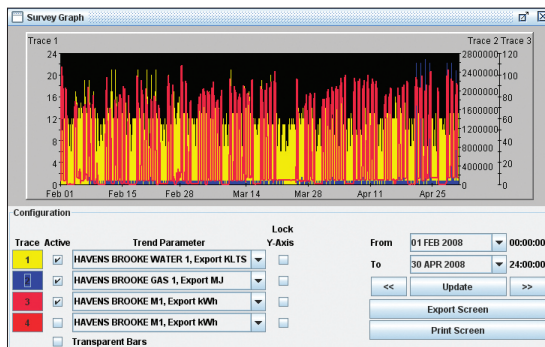 Survey Graph
Trace 1 Trace 2 Trace 3
24 2800000 120
20 2400000 100
16 2000000 80
12 1600000 60
8 1200000 40
4 800000 20
0 400000 0
0
Feb 01 Feb 15 Feb 28 Mar 14 Mar 28 Apr 11 Apr 25
Configuration
Lock
Trace Active Trend Parameter Y-Axis
1 HAVENS BROOKE WATER 1, Export KLTS
HAVENS BROOKE GAS 1, Export MJ
3 HAVENS BROOKE M1, Export kWh
4 HAVENS BROOKE M1, Export kWh
Transparent Bars
From 01 FEB 2008 00:00:00
To 30 APR 2008 24:00:00
<< Update >>
Export Screen
Print Screen